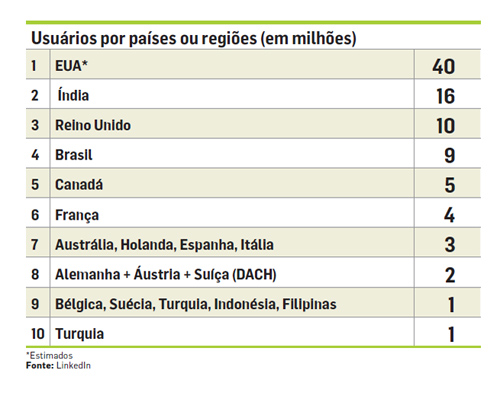 Usuários por países ou regiões (em milhões)
1 EUA* 40
2 Índia 16
3 Reino Unido 10
4 Brasil 9
5 Canadá 5
6 França 4
7 Austrália, Holanda, Espanha, Itália 3
8 Alemanha + Áustria + Suíça (DACH) 2
9 Bélgica, Suécia, Turquia, Indonésia, Filipinas 1
10 Turquia 1
*Estimados
Fonte: LinkedIn